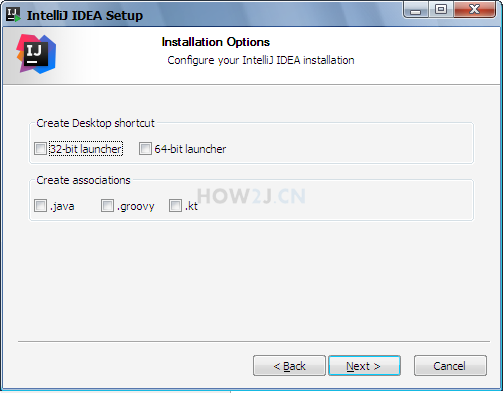 IntelliJ IDEA Setup
IJ
Installation Options
Configure your IntelliJ IDEA installation
Create Desktop shortcut
32-bit launcher 64-bit launcher
Create associations
.java .groovy .kt
HOW2J.CN
< Back Next > Cancel